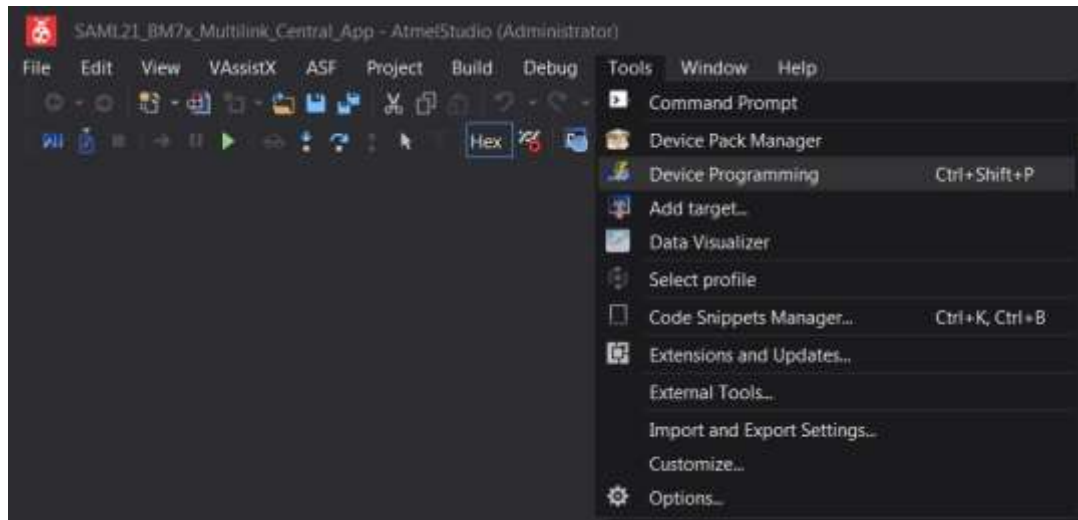 SAML21_BM7x_Multilink_Central_App - AtmelStudio (Administrator)
File Edit View VAssistX ASF Project Build Debug Tools Window Help
Command Prompt
Hex
Device Pack Manager
Device Programming Ctrl+Shift+P
Add target...
Data Visualizer
Select profile
Code Snippets Manager... Ctrl+K, Ctrl+B
Extensions and Updates...
External Tools...
Import and Export Settings...
Customize...
Options...